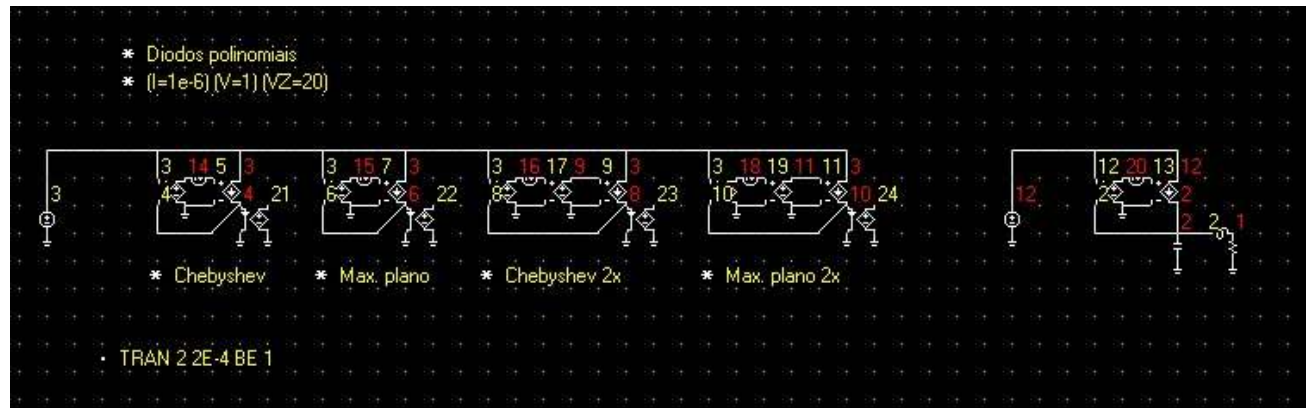 * Diodos polinomiais
* (I=1e-6) (V=1) (VZ=20)
3 14 5 3 3 15 7 3 3 16 17 9 9 3 3 18 19 11 11 3 12 20 13 12
3 4 4 21 6 6 22 8 8 23 10 10 24 12 2 2
2 2 1
* Chebyshev * Max. plano * Chebyshev 2x * Max. plano 2x
. TRAN 2 2E-4 BE 1